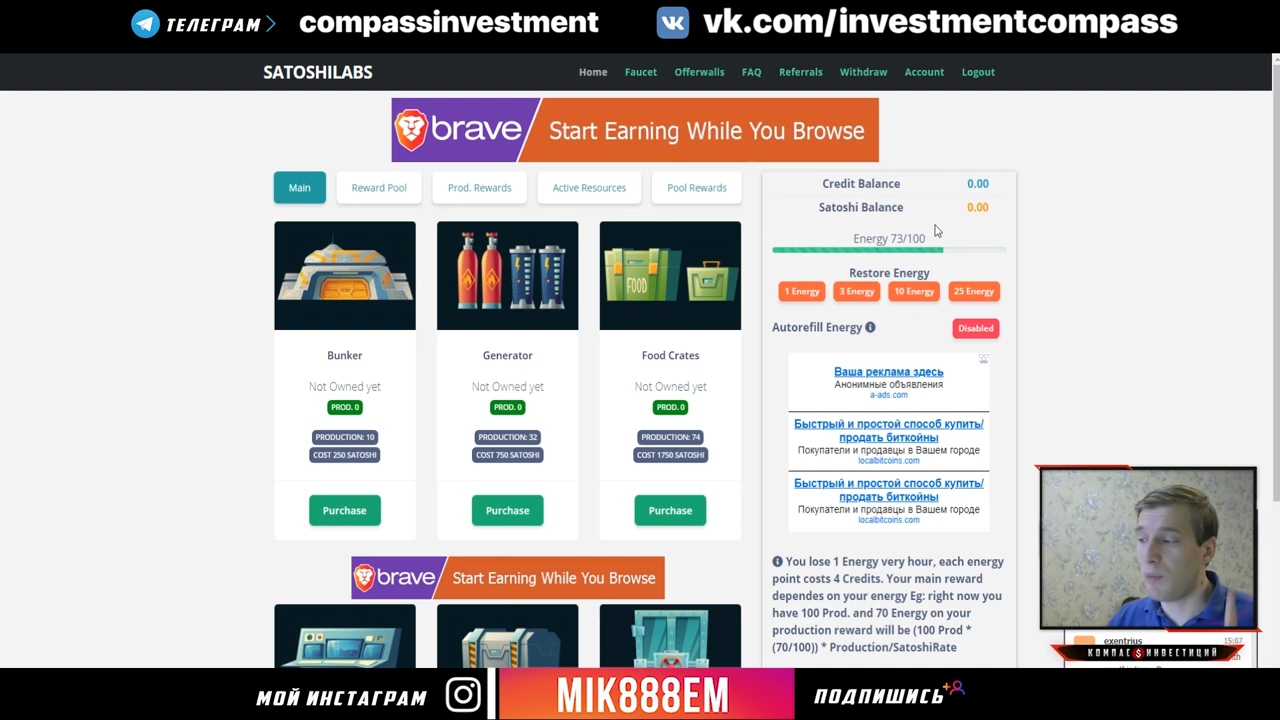 ТЕЛЕГРАМ
compassinvestment
vk.com/investmentcompass
SATOSHILABS
Home
Faucet
Offerwalls
FAQ
Referrals
Withdraw
Account
Logout
brave
Start Earning While You Browse
Main
Reward Pool
Prod. Rewards
Active Resources
Pool Rewards
Credit Balance 0.00
Satoshi Balance 0.00
Energy 73/100
Restore Energy
1 Energy
3 Energy
10 Energy
25 Energy
Autorefill Energy
Disabled
FOOD
Bunker
Not Owned yet
PROD. 0
PRODUCTION: 10
COST 250 SATOSHI
Purchase
Generator
Not Owned yet
PROD. 0
PRODUCTION: 32
COST 750 SATOSHI
Purchase
Food Crates
Not Owned yet
PROD. 0
PRODUCTION: 74
COST 1750 SATOSHI
Purchase
Ваша реклама здесь
Анонимные объявления
a-ads.com
Быстрый и простой способ купить/
продать биткойны
Покупатели и продавцы в Вашем городе
localbitcoins.com
Быстрый и простой способ купить/
продать биткойны
Покупатели и продавцы в Вашем городе
localbitcoins.com
brave
Start Earning While You Browse
You lose 1 Energy very hour, each energy
point costs 4 Credits. Your main reward
dependes on your energy Eg: right now you
have 100 Prod. and 70 Energy on your
production reward will be (100 Prod *
(70/100)) * Production/SatoshiRate
exentrius
15:07
КОМПАС $ ИНВЕСТИЦИЙ
МОЙ ИНСТАГРАМ
MIK888EM
ПОДПИШИСЬ